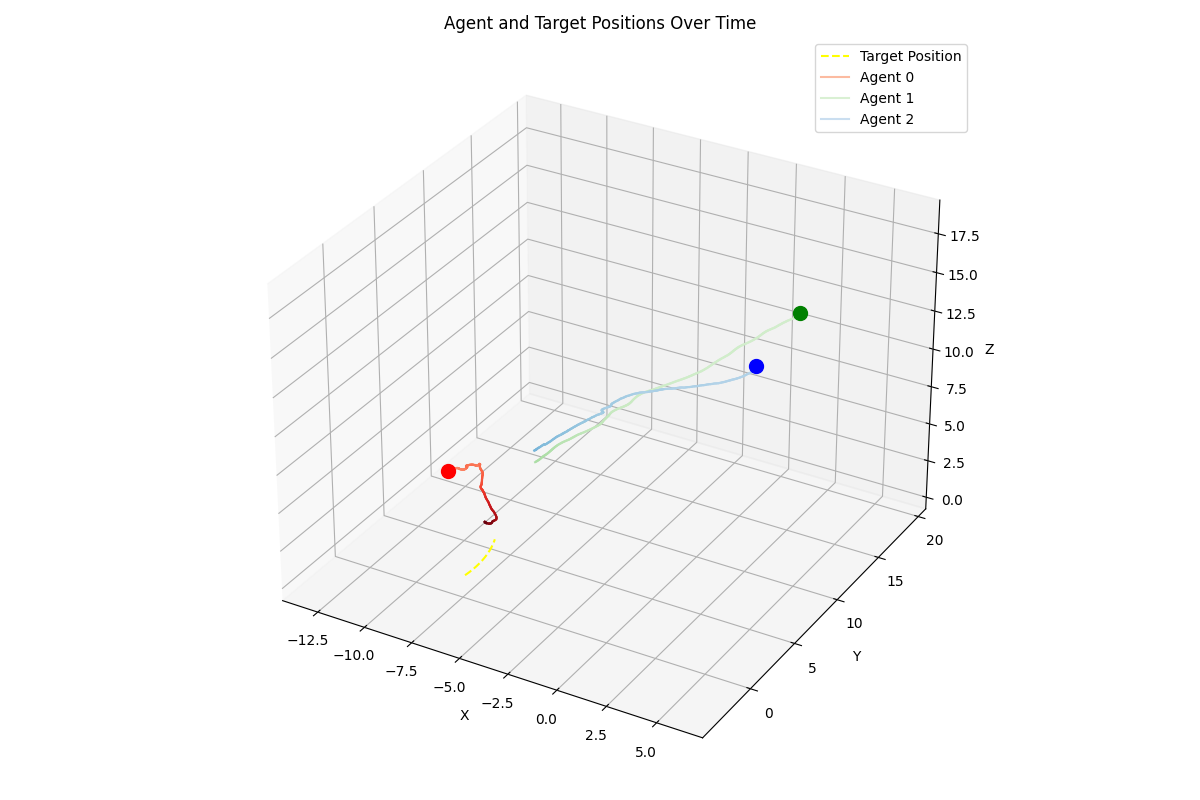 Agent and Target Positions Over Time
Target Position
Agent 0
Agent 1
Agent 2
17.5
15.0
12.5
10.0
Z
7.5
5.0
2.5
0.0
20
15
10
Y
5
0
−12.5
−10.0
−7.5
−5.0
X
−2.5
0.0
2.5
5.0